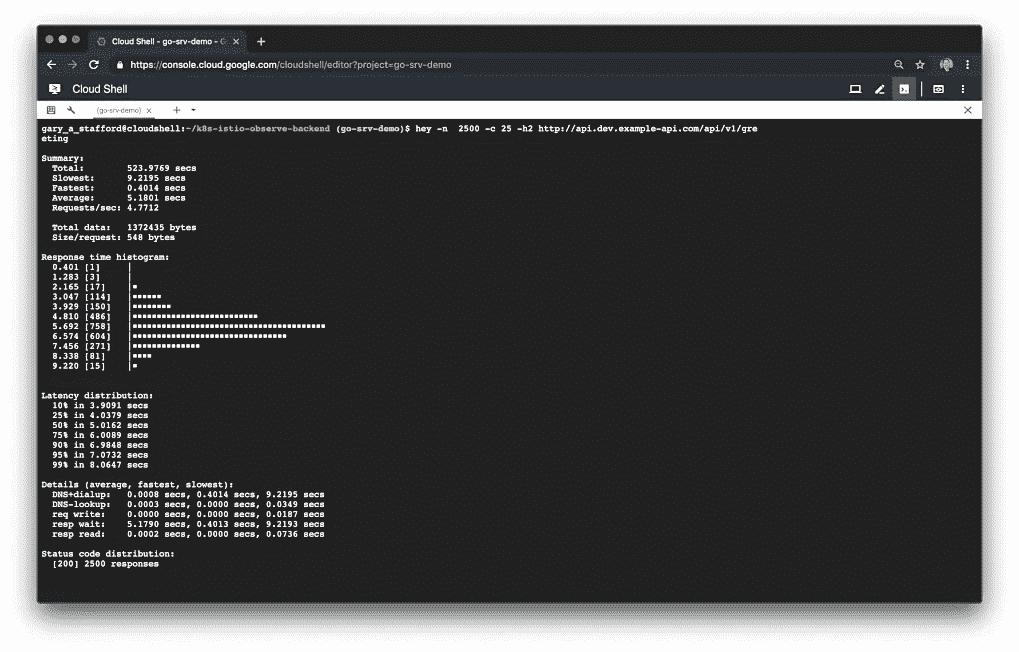 Cloud Shell - go-srv-demo - G
https://console.cloud.google.com/cloudshell/editor?project=go-srv-demo
Cloud Shell
(go-srv-demo)
gary_a_stafford@cloudshell:~/k8s-istio-observe-backend (go-srv-demo)$ hey -n  2500 -c 25 -h2 http://api.dev.example-api.com/api/v1/gre
eting
Summary:
Total: 523.9769 secs
Slowest: 9.2195 secs
Fastest: 0.4014 secs
Average: 5.1801 secs
Requests/sec: 4.7712
Total data: 1372435 bytes
Size/request: 548 bytes
Response time histogram:
0.401 [1] |
1.283 [3] |
2.165 [17] |■
3.047 [114] |■■■■■■
3.929 [150] |■■■■■■■■
4.810 [486] |■■■■■■■■■■■■■■■■■■■■■■■■■■
5.692 [758] |■■■■■■■■■■■■■■■■■■■■■■■■■■■■■■■■■■■■■■■■
6.574 [604] |■■■■■■■■■■■■■■■■■■■■■■■■■■■■■■■■
7.456 [271] |■■■■■■■■■■■■■■
8.338 [81] |■■■■
9.220 [15] |■
Latency distribution:
10% in 3.9091 secs
25% in 4.0379 secs
50% in 5.0162 secs
75% in 6.0089 secs
90% in 6.9848 secs
95% in 7.0732 secs
99% in 8.0647 secs
Details (average, fastest, slowest):
DNS+dialup: 0.0008 secs, 0.4014 secs, 9.2195 secs
DNS-lookup: 0.0003 secs, 0.0000 secs, 0.0349 secs
req write: 0.0000 secs, 0.0000 secs, 0.0187 secs
resp wait: 5.1790 secs, 0.4013 secs, 9.2193 secs
resp read: 0.0002 secs, 0.0000 secs, 0.0736 secs
Status code distribution:
[200] 2500 responses